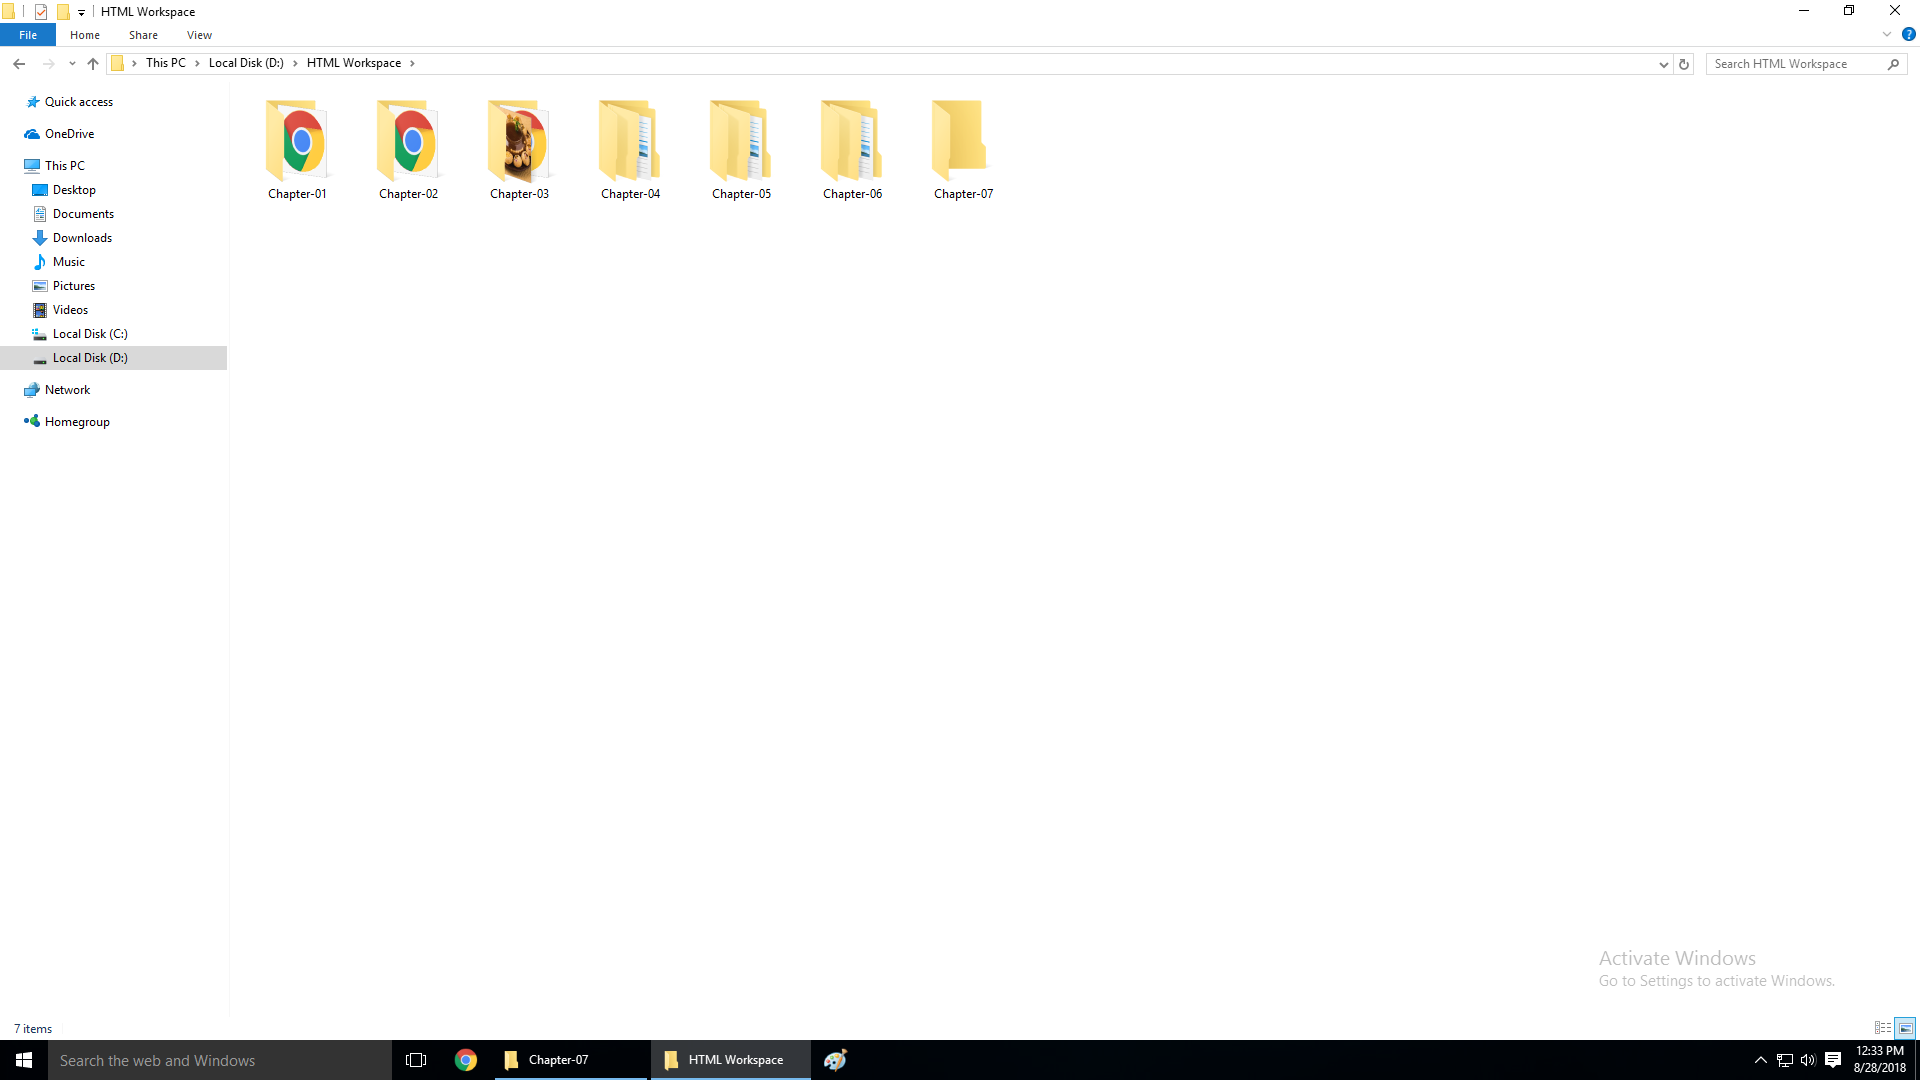 HTML Workspace
File Home Share View
?
This PC Local Disk (D:) HTML Workspace
Search HTML Workspace
Quick access
OneDrive
This PC
Desktop
Documents
Downloads
Music
Pictures
Videos
Local Disk (C:)
Local Disk (D:)
Network
Homegroup
Chapter-01 Chapter-02 Chapter-03 Chapter-04 Chapter-05 Chapter-06 Chapter-07
Activate Windows
Go to Settings to activate Windows.
7 items
Search the web and Windows
Chapter-07
HTML Workspace
12:33 PM
8/28/2018